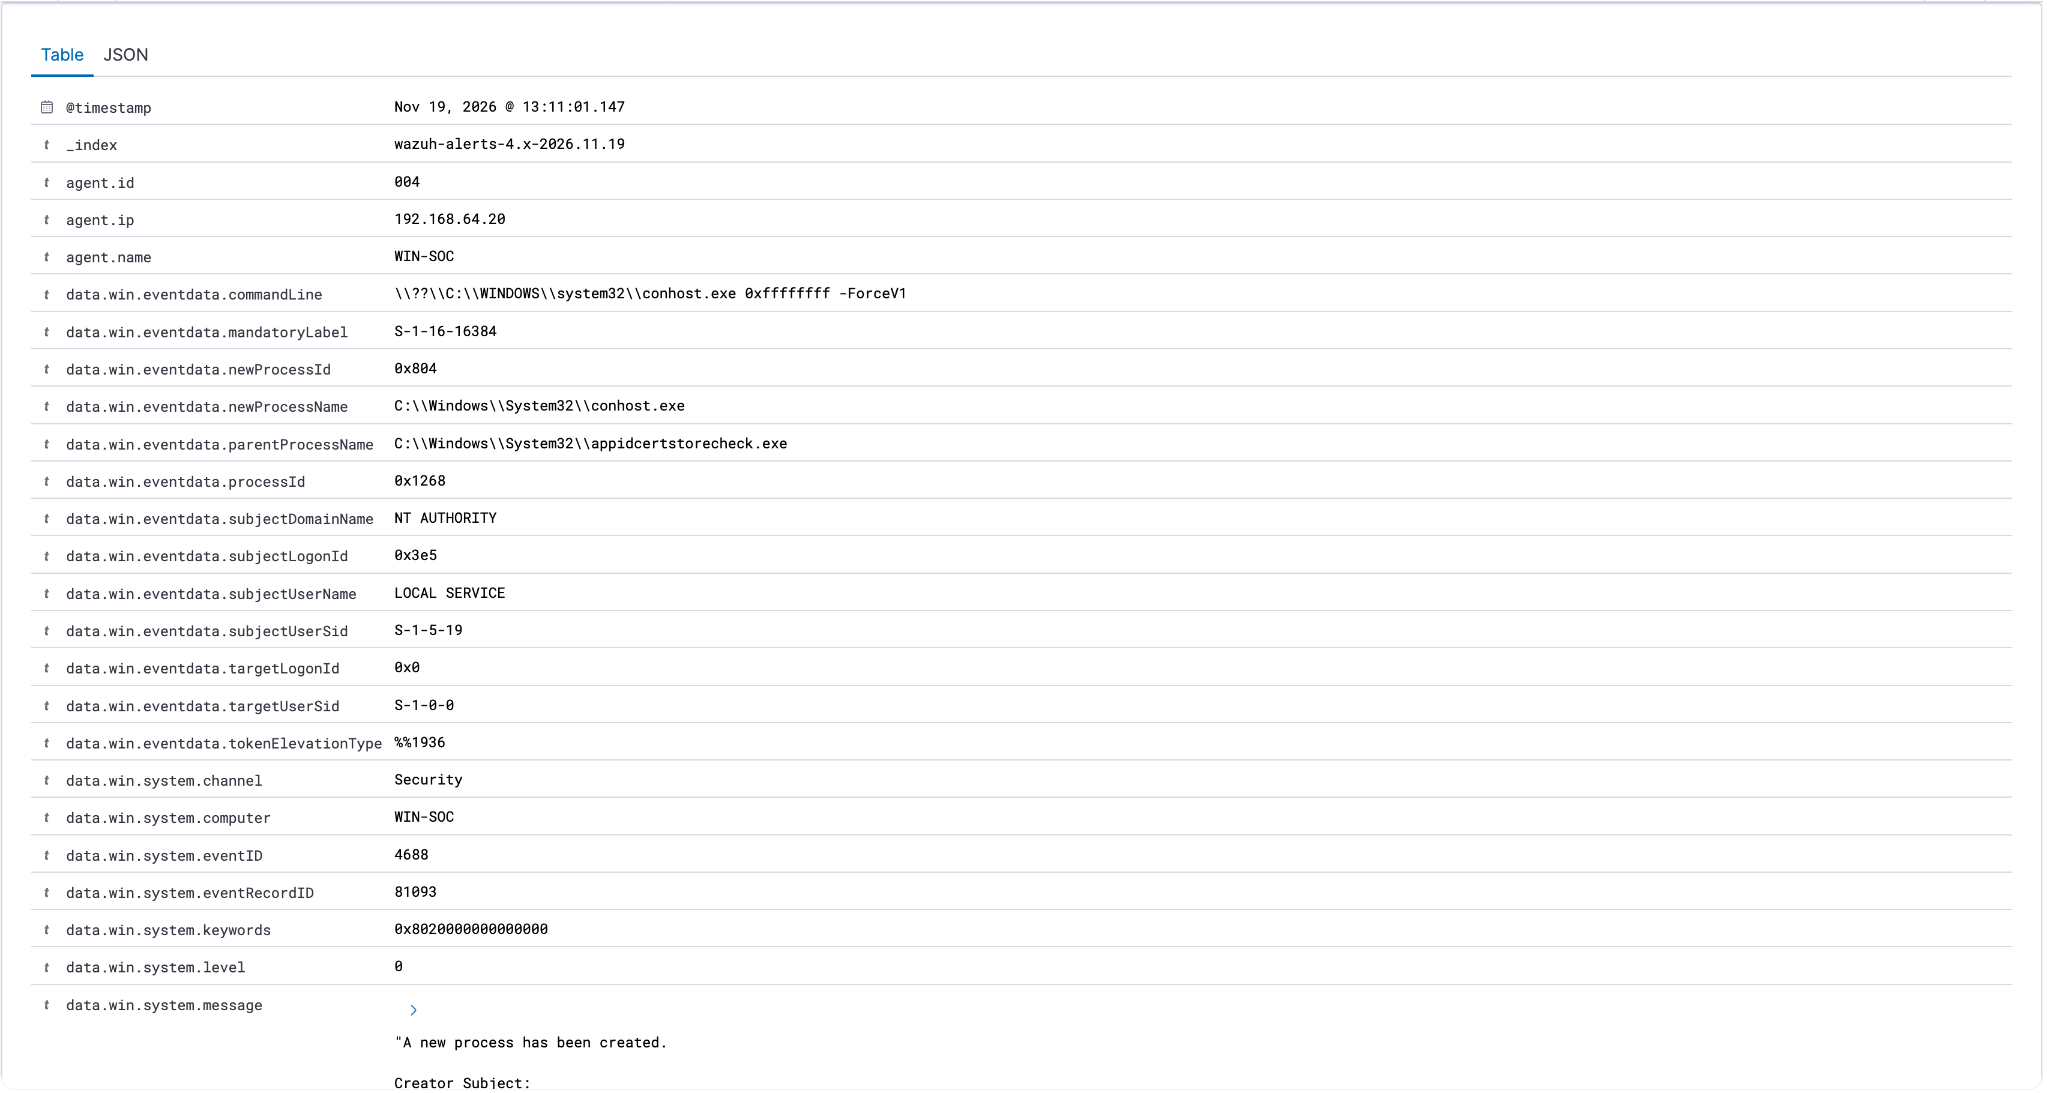 Table JSON
@timestamp Nov 19, 2026 @ 13:11:01.147
t _index wazuh-alerts-4.x-2026.11.19
t agent.id 004
t agent.ip 192.168.64.20
t agent.name WIN-SOC
t data.win.eventdata.commandLine \\??\\C:\\WINDOWS\\system32\\conhost.exe 0xffffffff -ForceV1
t data.win.eventdata.mandatoryLabel S-1-16-16384
t data.win.eventdata.newProcessId 0x804
t data.win.eventdata.newProcessName C:\\Windows\\System32\\conhost.exe
t data.win.eventdata.parentProcessName C:\\Windows\\System32\\appidcertstorecheck.exe
t data.win.eventdata.processId 0x1268
t data.win.eventdata.subjectDomainName NT AUTHORITY
t data.win.eventdata.subjectLogonId 0x3e5
t data.win.eventdata.subjectUserName LOCAL SERVICE
t data.win.eventdata.subjectUserSid S-1-5-19
t data.win.eventdata.targetLogonId 0x0
t data.win.eventdata.targetUserSid S-1-0-0
t data.win.eventdata.tokenElevationType %%1936
t data.win.system.channel Security
t data.win.system.computer WIN-SOC
t data.win.system.eventID 4688
t data.win.system.eventRecordID 81093
t data.win.system.keywords 0x8020000000000000
t data.win.system.level 0
t data.win.system.message
"A new process has been created.
Creator Subject: